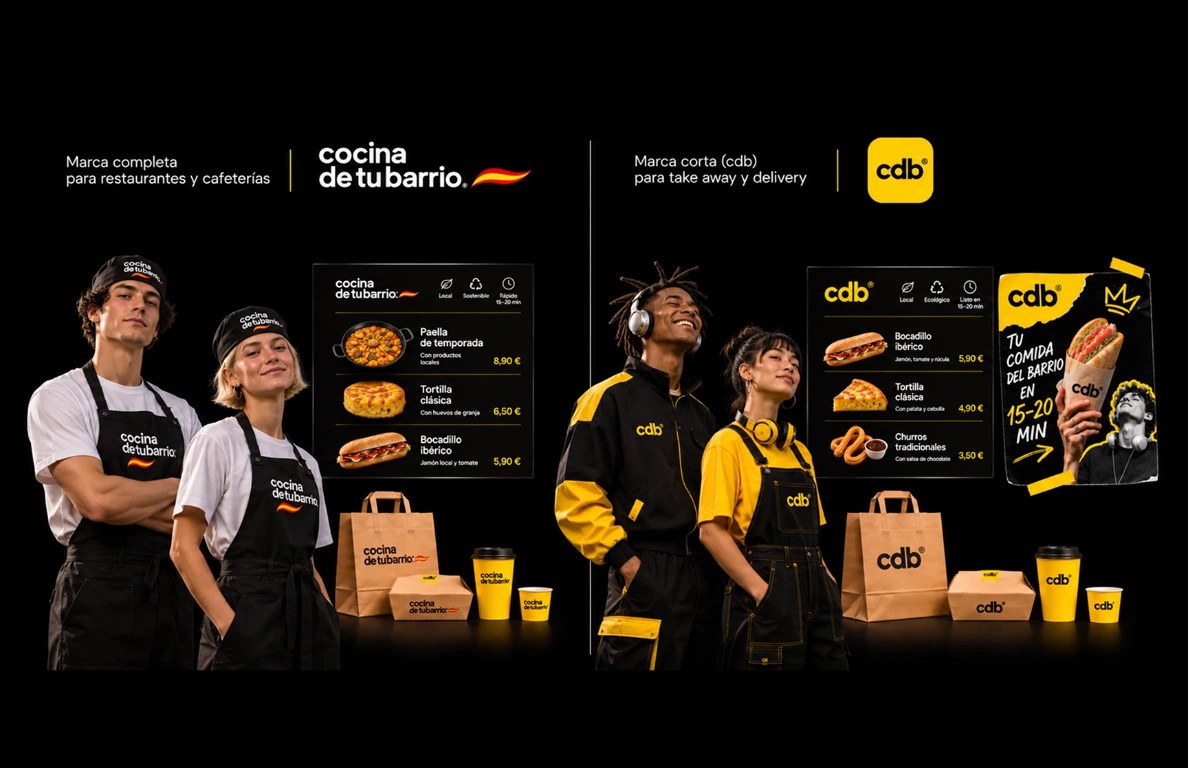 Marca completa
para restaurantes y cafeterías
cocina
de tu barrio.®
Marca corta (cdb)
para take away y delivery
cdb®
cocina
de tu barrio.
cocina
de tu barrio.
cocina
de tu barrio.
cocina
de tu barrio.
cocina
de tu barrio.
Local
Sostenible
Rápido
15–20 min
Paella
de temporada
Con productos
locales
8,90 €
Tortilla
clásica
Con huevos de granja
6,50 €
Bocadillo
ibérico
Jamón local y tomate
5,90 €
cocina
de tu barrio.
cdb®
cocina
de tu barrio.
cocina
de tu barrio.
cocina
de tu barrio.
cdb®
cdb®
cdb®
Local
Ecológico
Listo en
15–20 min
Bocadillo
ibérico
Jamón, tomate y rúcula
5,90 €
Tortilla
clásica
Con patata y cebolla
4,90 €
Churros
tradicionales
Con salsa de chocolate
3,50 €
cdb®
TU
COMIDA
DEL BARRIO
EN
15-20
MIN
cdb®
cdb®
cdb®
cdb®
cdb®
cdb®